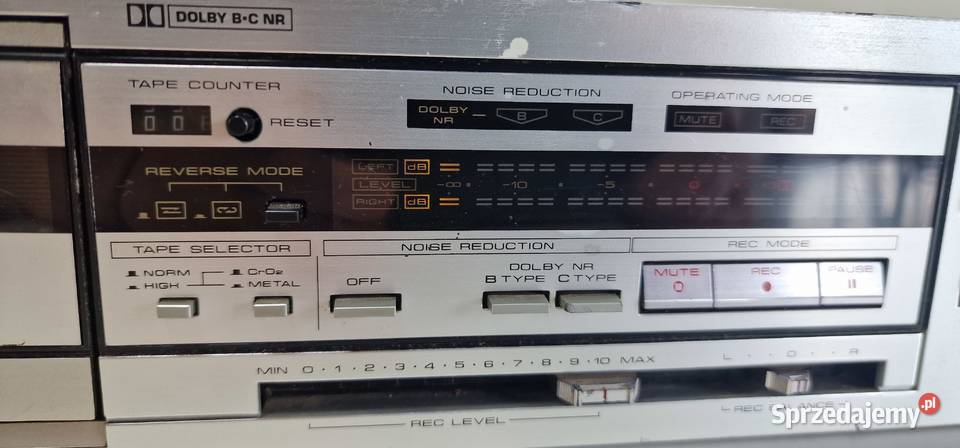 DOLBY B•C NR
TAPE COUNTER
RESET
NOISE REDUCTION
DOLBY NR
B
C
OPERATING MODE
MUTE
REC
REVERSE MODE
LEFT dB
LEVEL -∞ · -10 · -5 · 0
RIGHT dB
TAPE SELECTOR
NORM
HIGH
CrO₂
METAL
NOISE REDUCTION
OFF
DOLBY NR
B TYPE C TYPE
REC MODE
MUTE
REC
PAUSE
MIN 0 · 1 · 2 · 3 · 4 · 5 · 6 · 7 · 8 · 9 · 10 MAX
REC LEVEL
L · · 0 · · R
REC BALANCE
Sprzedajemy.pl